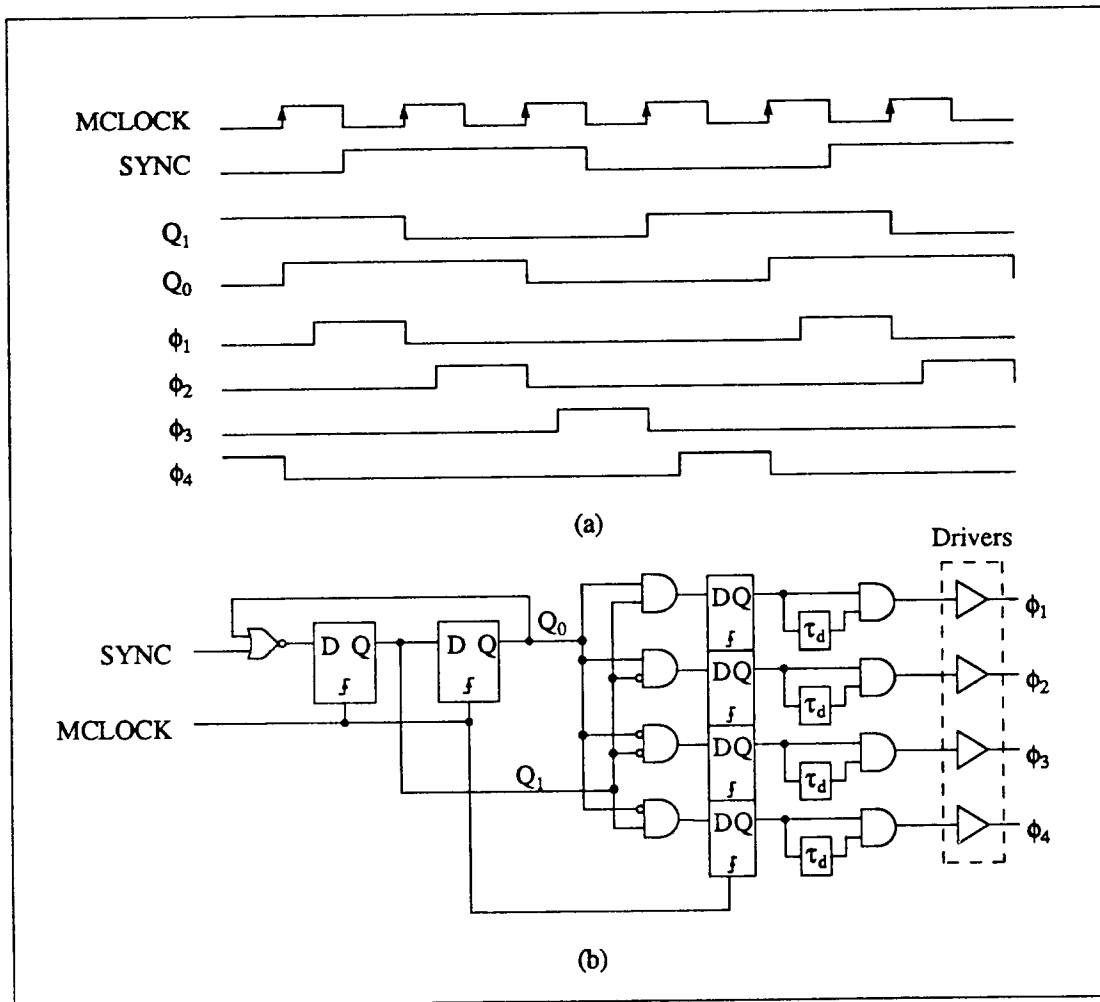 MCLOCK
SYNC
Q₁
Q₀
ϕ₁
ϕ₂
ϕ₃
ϕ₄
(a)
Drivers
SYNC
MCLOCK
D Q
D Q
Q₀
Q₁
DQ
τd
ϕ₁
DQ
τd
ϕ₂
DQ
τd
ϕ₃
DQ
τd
ϕ₄
(b)